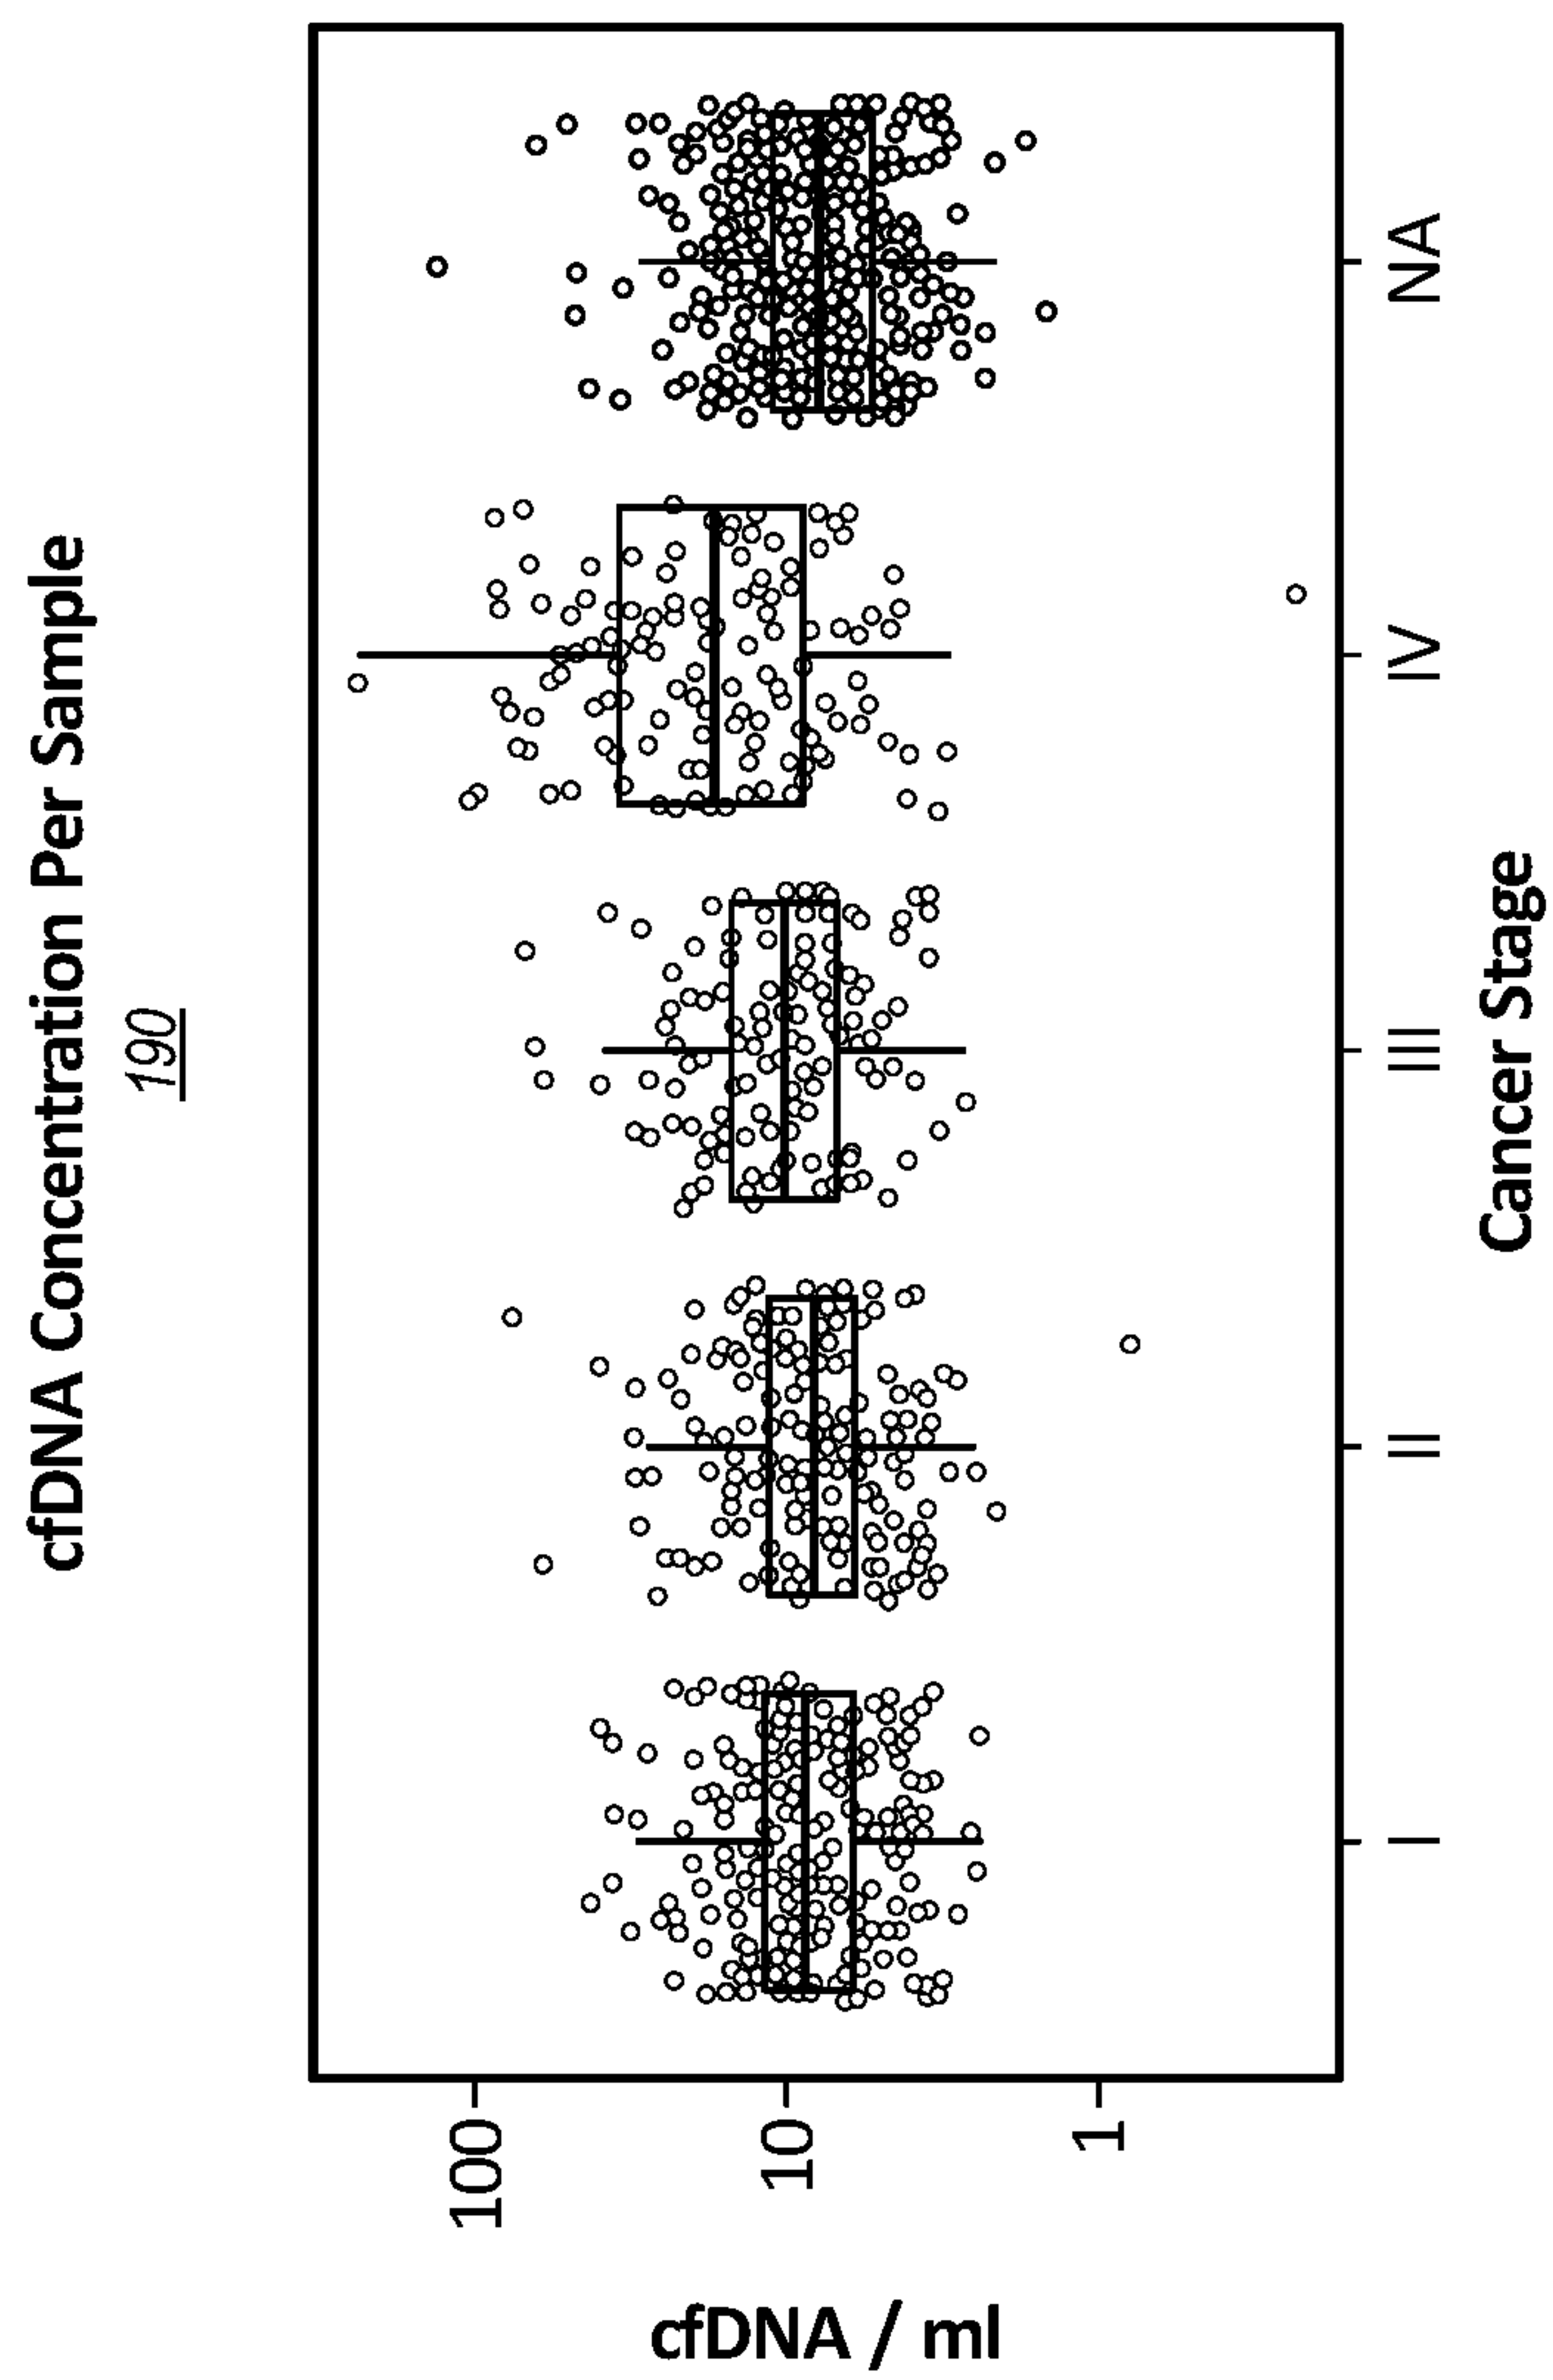 cfDNA Concentration Per Sample
190
cfDNA / ml
100
10
1
I
II
III
IV
NA
Cancer Stage